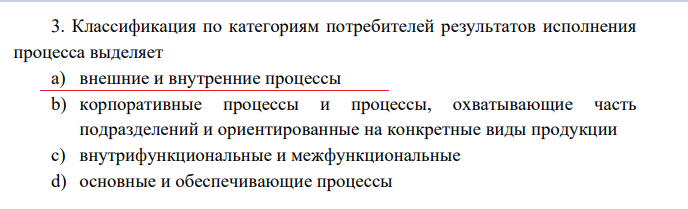 3. Классификация по категориям потребителей результатов исполнения
процесса выделяет
a) внешние и внутренние процессы
b) корпоративные процессы и процессы, охватывающие часть
подразделений и ориентированные на конкретные виды продукции
c) внутрифункциональные и межфункциональные
d) основные и обеспечивающие процессы